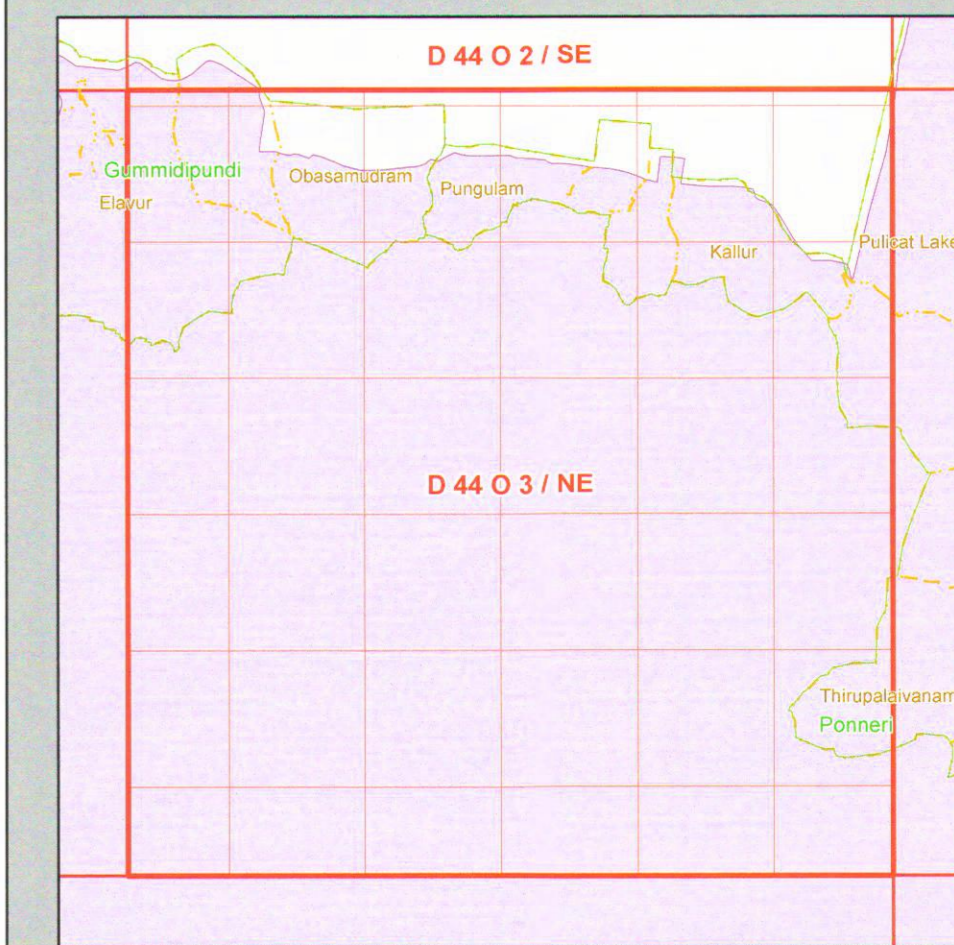 D 44 O 2 / SE
Gummidipundi
Elavur
Obasamudram
Pungulam
Kallur
Pulicat Lake
D 44 O 3 / NE
Thirupalaivanam
Ponneri